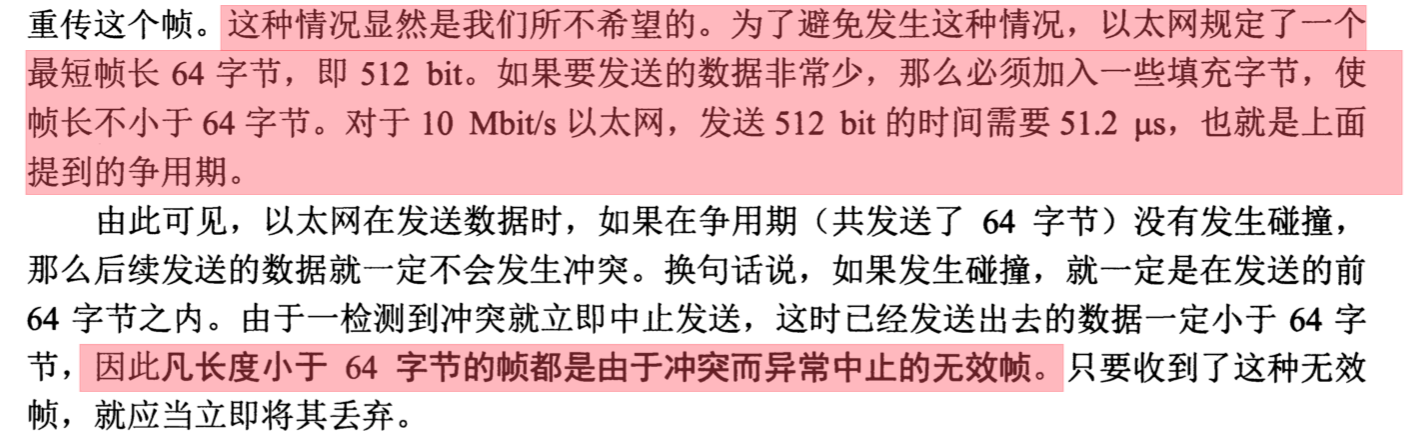 重传这个帧。这种情况显然是我们所不希望的。为了避免发生这种情况，以太网规定了一个
最短帧长 64 字节，即 512 bit。如果要发送的数据非常少，那么必须加入一些填充字节，使
帧长不小于 64 字节。对于 10 Mbit/s 以太网，发送 512 bit 的时间需要 51.2 μs，也就是上面
提到的争用期。
由此可见，以太网在发送数据时，如果在争用期（共发送了 64 字节）没有发生碰撞，
那么后续发送的数据就一定不会发生冲突。换句话说，如果发生碰撞，就一定是在发送的前
64 字节之内。由于一检测到冲突就立即中止发送，这时已经发送出去的数据一定小于 64 字
节，因此凡长度小于 64 字节的帧都是由于冲突而异常中止的无效帧。只要收到了这种无效
帧，就应当立即将其丢弃。